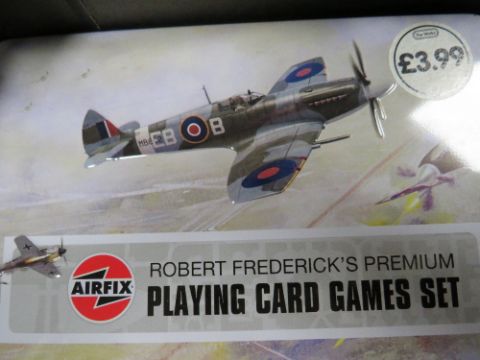 £3.99
EB B
AIRFIX
ROBERT FREDERICK'S PREMIUM
PLAYING CARD GAMES SET